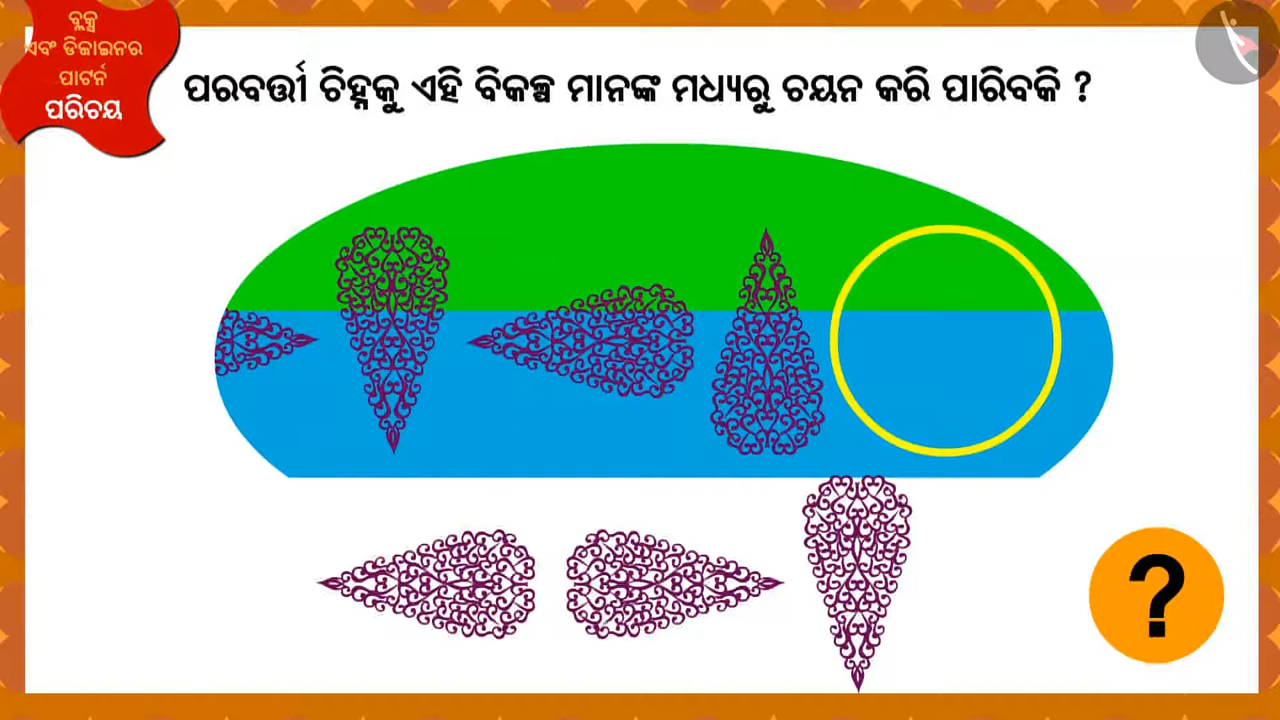 ବ୍ଲକ୍ସ
ଏବଂ ଡିଜାଇନର
ପାଟର୍ନ
ପରିଚୟ
ପରବର୍ତ୍ତୀ ଚିହ୍ନକୁ ଏହି ବିକଳ୍ପ ମାନଙ୍କ ମଧ୍ୟରୁ ଚୟନ କରି ପାରିବକି ?
?